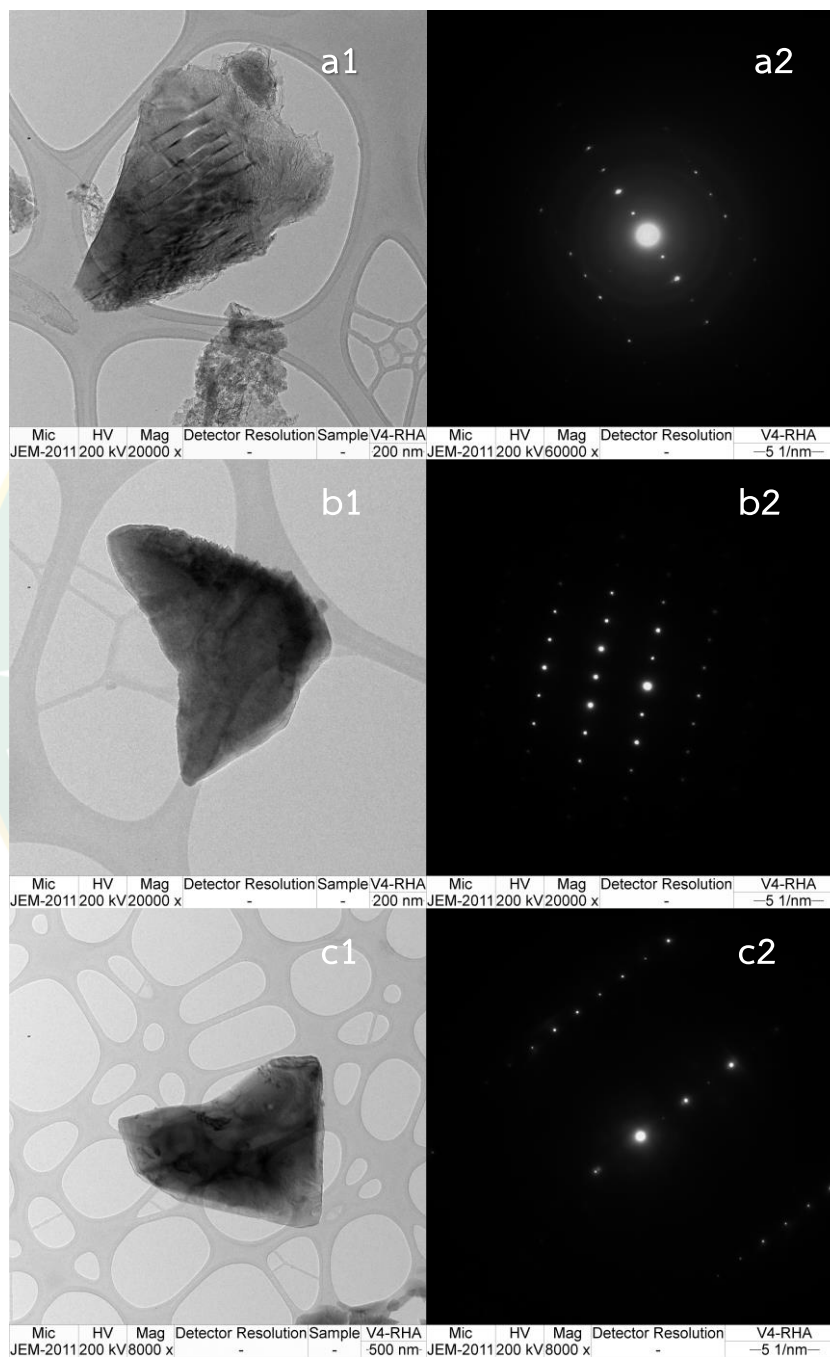 a1
a2
Mic HV Mag Detector Resolution Sample V4-RHA
JEM-2011 200 kV 20000 x - - 200 nm
Mic HV Mag Detector Resolution V4-RHA
JEM-2011 200 kV 60000 x - —5 1/nm—
b1
b2
Mic HV Mag Detector Resolution Sample V4-RHA
JEM-2011 200 kV 20000 x - - 200 nm
Mic HV Mag Detector Resolution V4-RHA
JEM-2011 200 kV 20000 x - —5 1/nm—
c1
c2
Mic HV Mag Detector Resolution Sample V4-RHA
JEM-2011 200 kV 8000 x - - -500 nm-
Mic HV Mag Detector Resolution V4-RHA
JEM-2011 200 kV 8000 x - —5 1/nm—